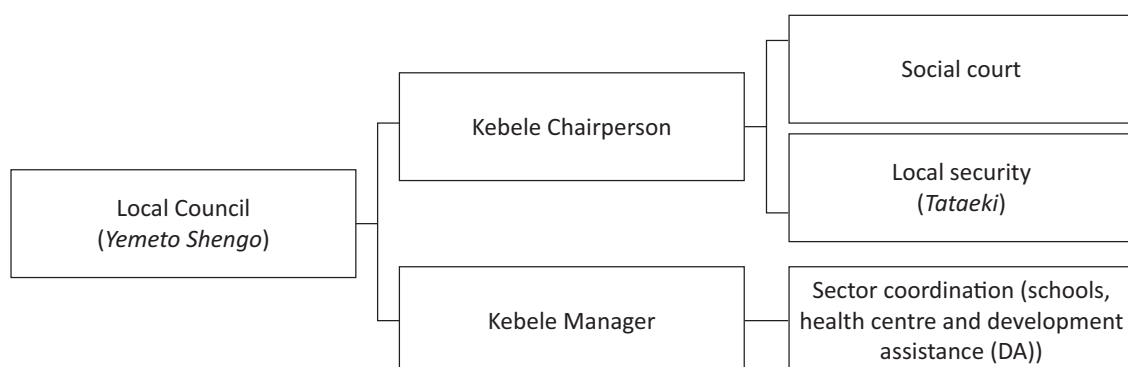 Social court
Kebele Chairperson
Local security
(Tataeki)
Local Council
(Yemeto Shengo)
Kebele Manager
Sector coordination (schools,
health centre and development
assistance (DA))